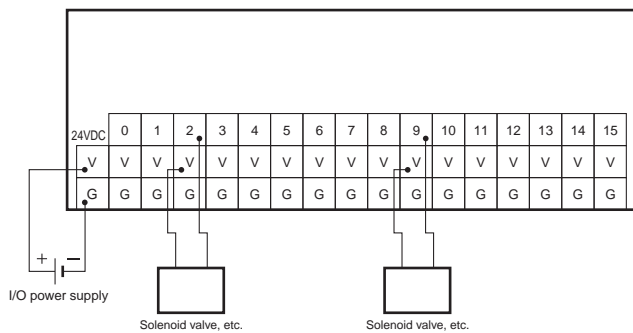 24VDC 0 1 2 3 4 5 6 7 8 9 10 11 12 13 14 15
V V V V V V V V V V V V V V V V V
G G G G G G G G G G G G G G G G G
+ −
I/O power supply
Solenoid valve, etc. Solenoid valve, etc.